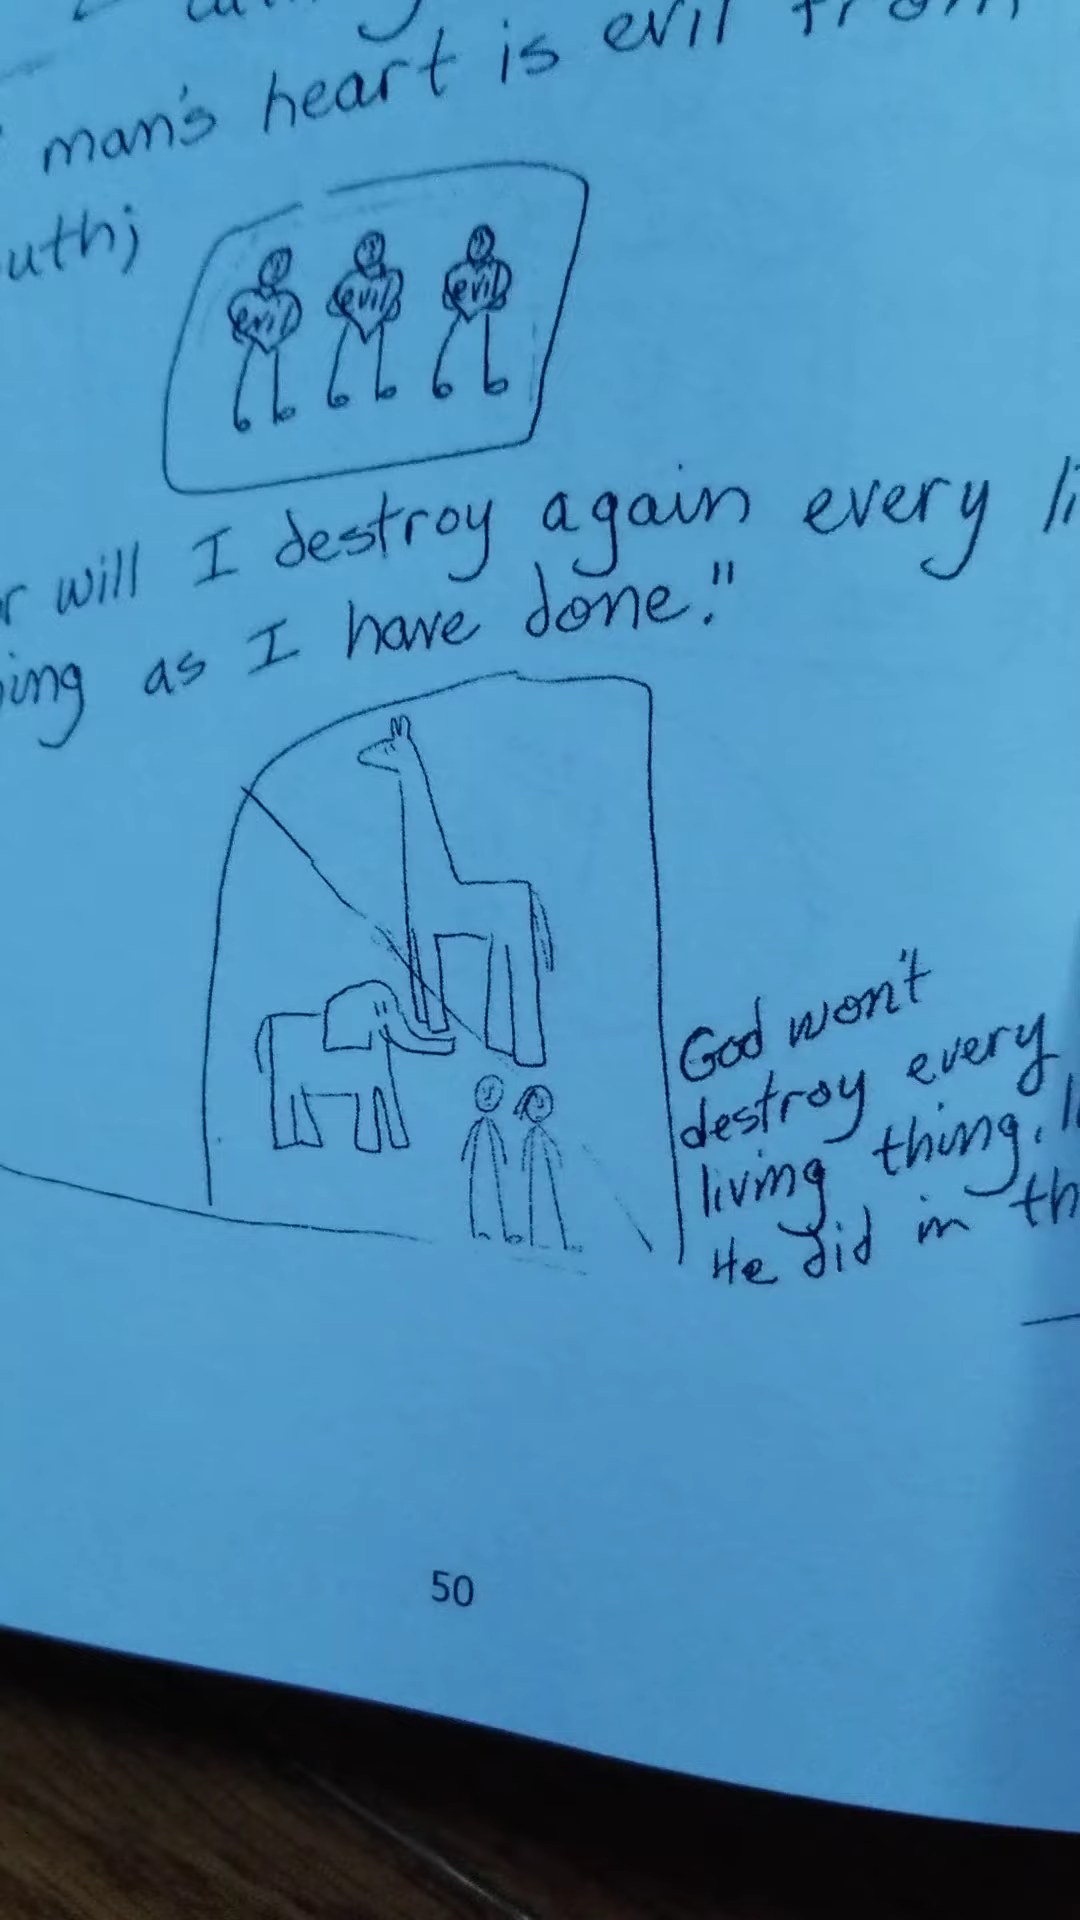 man's heart is evil from
evil evil evil
will I destroy again every
as I have done."
God won't
destroy every
living thing,
He did in
50